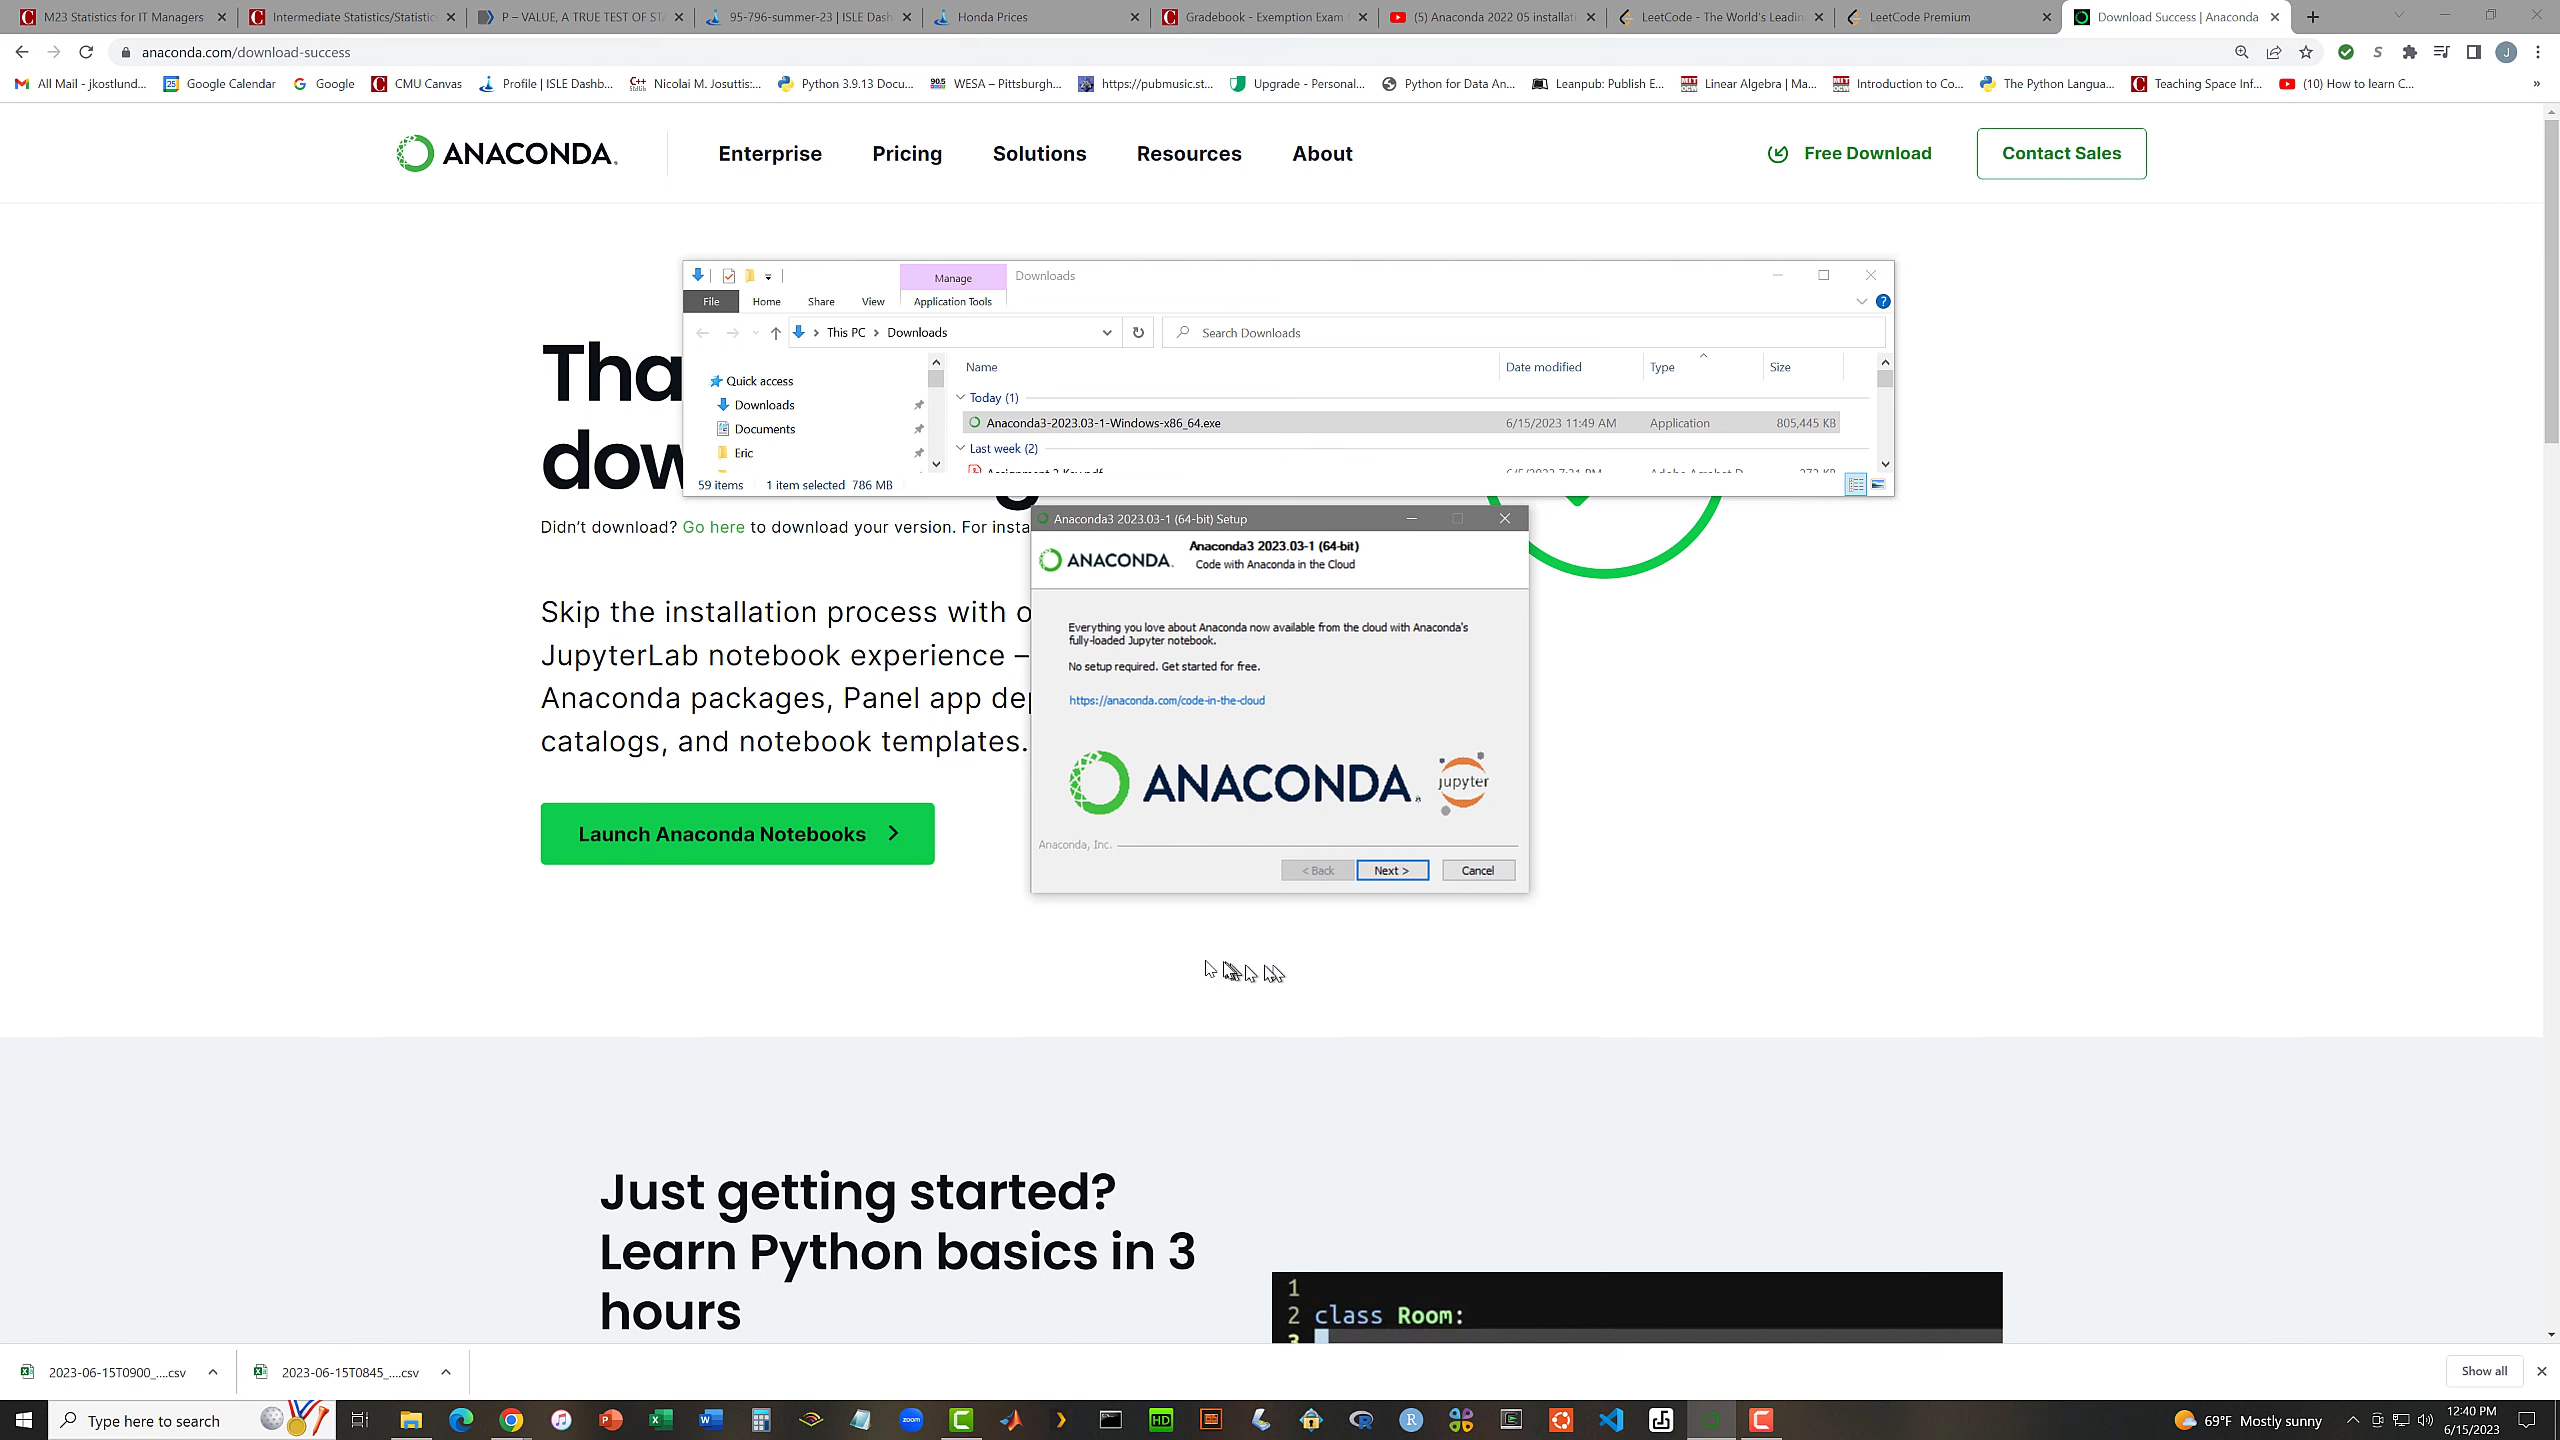 M23 Statistics for IT Managers
Intermediate Statistics/Statistic
P – VALUE, A TRUE TEST OF ST
95-796-summer-23 | ISLE Dash
Honda Prices
Gradebook - Exemption Exam
(5) Anaconda 2022 05 installati
LeetCode - The World's Leadin
LeetCode Premium
Download Success | Anaconda
anaconda.com/download-success
J
All Mail - jkostlund...
Google Calendar
Google
CMU Canvas
Profile | ISLE Dashb...
Nicolai M. Josuttis:...
Python 3.9.13 Docu...
WESA – Pittsburgh...
https://pubmusic.st...
Upgrade - Personal...
Python for Data An...
Leanpub: Publish E...
Linear Algebra | Ma...
Introduction to Co...
The Python Langua...
Teaching Space Inf...
(10) How to learn C...
ANACONDA.
Enterprise
Pricing
Solutions
Resources
About
Free Download
Contact Sales
Manage
Downloads
File
Home
Share
View
Application Tools
This PC > Downloads
Search Downloads
Name
Date modified
Type
Size
Quick access
Downloads
Documents
Eric
Today (1)
Anaconda3-2023.03-1-Windows-x86_64.exe
6/15/2023 11:49 AM
Application
805,445 KB
Last week (2)
59 items
1 item selected 786 MB
Tha
dow
Didn't download? Go here to download your version. For insta
Skip the installation process with o
JupyterLab notebook experience –
Anaconda packages, Panel app dep
catalogs, and notebook templates.
Launch Anaconda Notebooks
Anaconda3 2023.03-1 (64-bit) Setup
ANACONDA.
Anaconda3 2023.03-1 (64-bit)
Code with Anaconda in the Cloud
Everything you love about Anaconda now available from the cloud with Anaconda's
fully-loaded Jupyter notebook.
No setup required. Get started for free.
https://anaconda.com/code-in-the-cloud
ANACONDA.
jupyter
Anaconda, Inc.
< Back
Next >
Cancel
Just getting started?
Learn Python basics in 3
hours
1
2 class Room:
3
2023-06-15T0900_....csv
2023-06-15T0845_....csv
Show all
Type here to search
69°F Mostly sunny
12:40 PM
6/15/2023